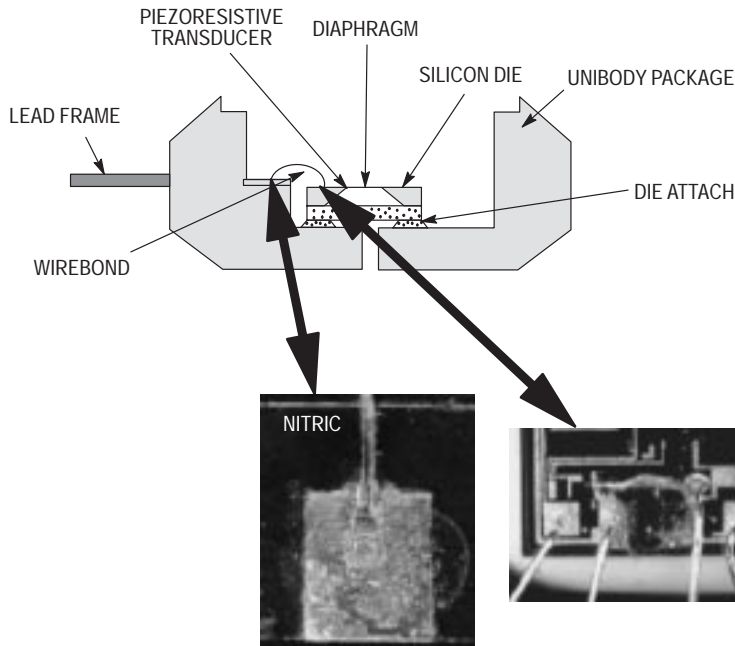 PIEZORESISTIVE
TRANSDUCER
DIAPHRAGM
SILICON DIE
UNIBODY PACKAGE
LEAD FRAME
DIE ATTACH
WIREBOND
NITRIC